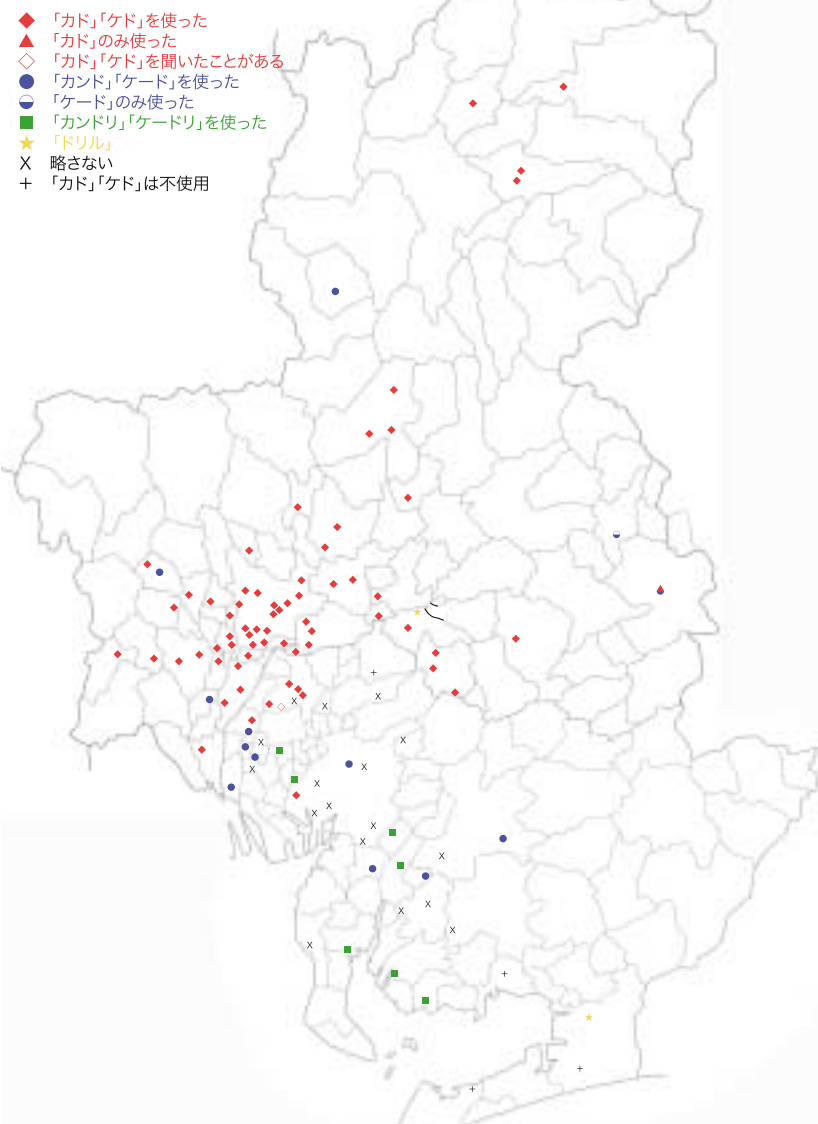 「カド」「ケド」を使った
「カド」のみ使った
「カド」「ケド」を聞いたことがある
「カンド」「ケード」を使った
「ケード」のみ使った
「カンドリ」「ケードリ」を使った
「ドリル」
X 略さない
+ 「カド」「ケド」は不使用